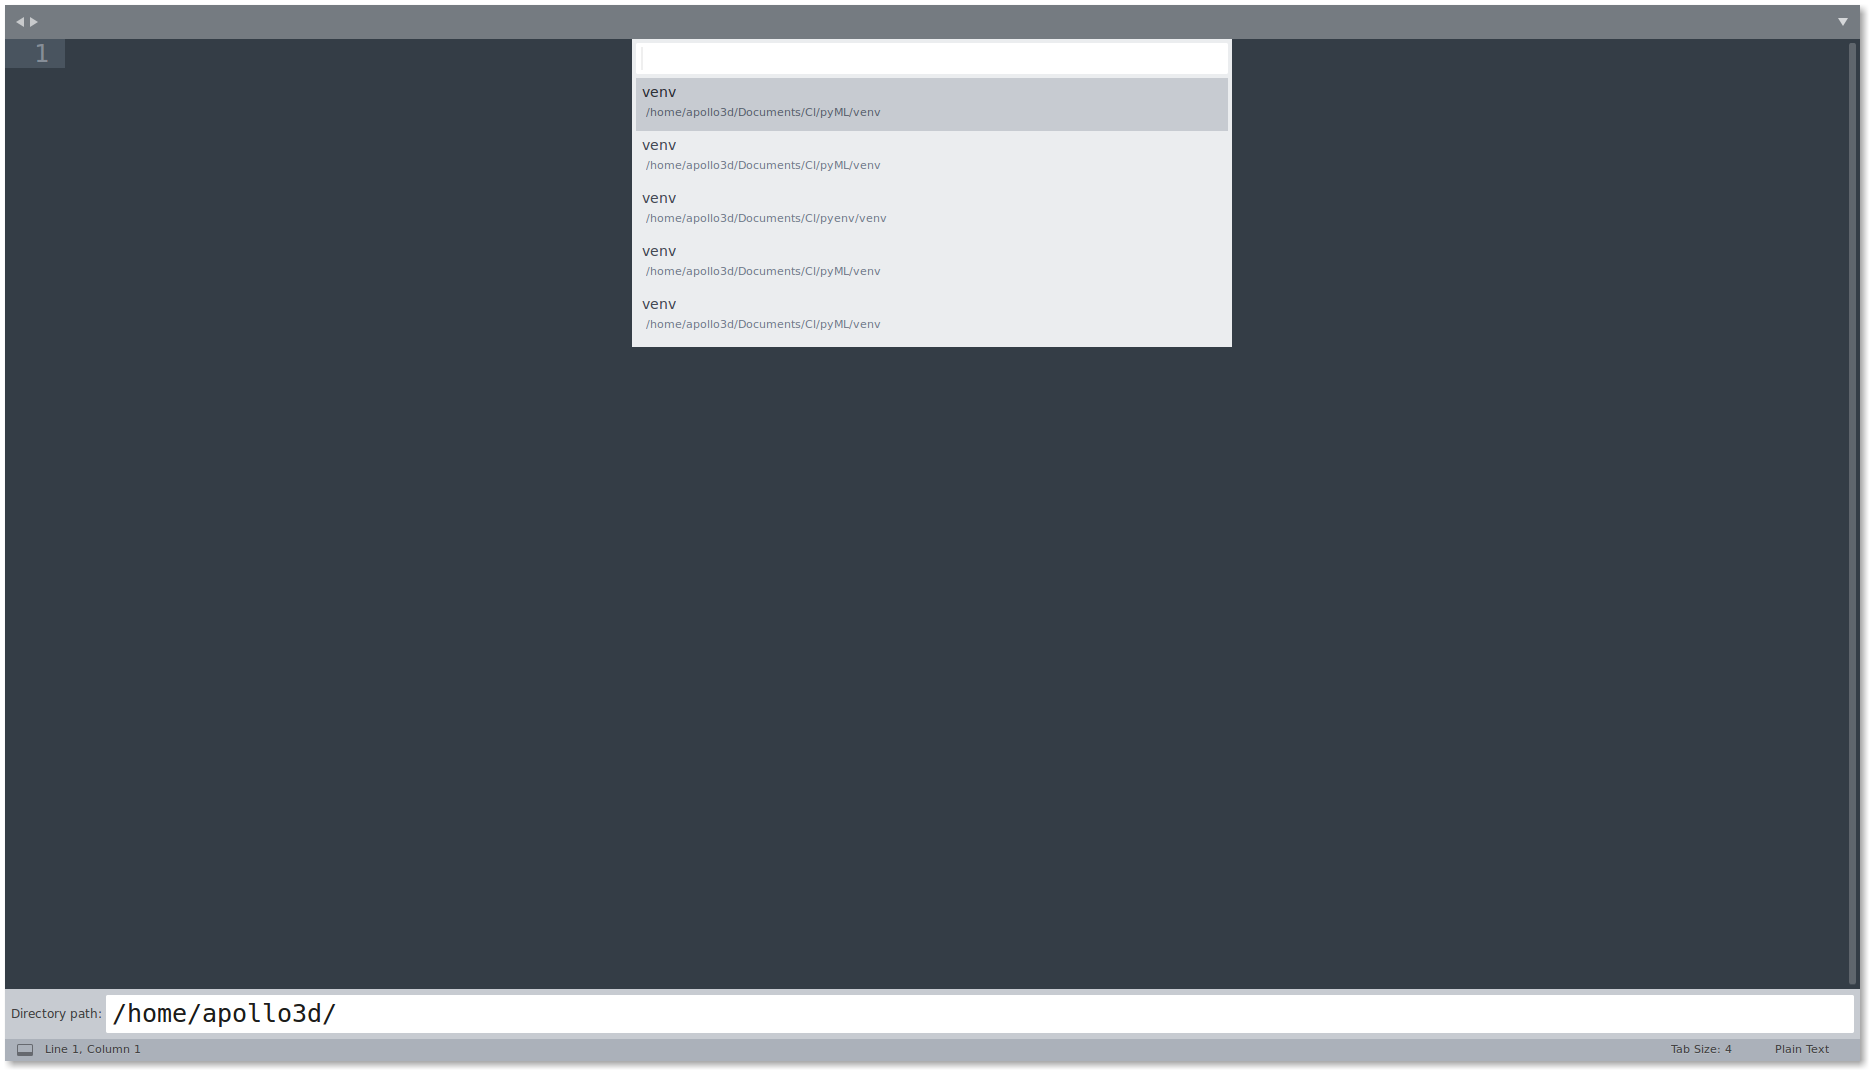 1
venv
/home/apollo3d/Documents/CI/pyML/venv
venv
/home/apollo3d/Documents/CI/pyML/venv
venv
/home/apollo3d/Documents/CI/pyenv/venv
venv
/home/apollo3d/Documents/CI/pyML/venv
venv
/home/apollo3d/Documents/CI/pyML/venv
Directory path: /home/apollo3d/
Line 1, Column 1 Tab Size: 4 Plain Text